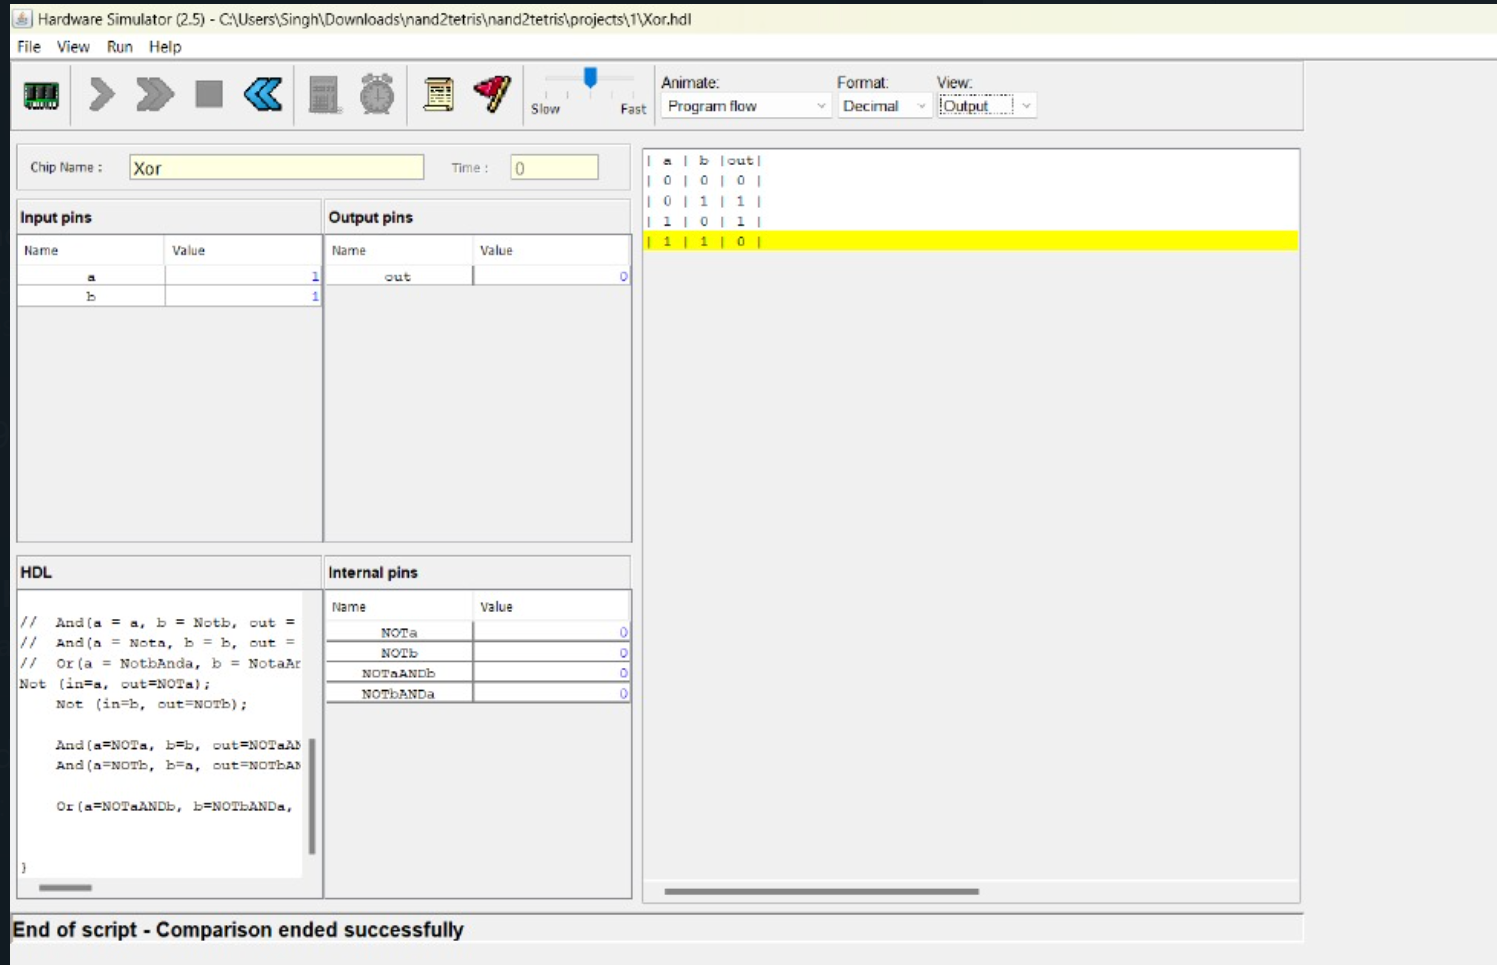 Hardware Simulator (2.5) - C:\Users\Singh\Downloads\nand2tetris\nand2tetris\projects\1\Xor.hdl
File View Run Help
Slow Fast
Animate: Format: View:
Program flow Decimal Output
Chip Name : Xor Time : 0
Input pins
Name Value
a 1
b 1
Output pins
Name Value
out 0
| a | b |out|
| 0 | 0 | 0 |
| 0 | 1 | 1 |
| 1 | 0 | 1 |
| 1 | 1 | 0 |
HDL
// And(a = a, b = Notb, out =
// And(a = Nota, b = b, out =
// Or(a = NotbAnda, b = NotaAr
Not (in=a, out=NOTa);
Not (in=b, out=NOTb);
And(a=NOTa, b=b, out=NOTaAN
And(a=NOTb, b=a, out=NOTbAN
Or(a=NOTaANDb, b=NOTbANDa,
}
Internal pins
Name Value
NOTa 0
NOTb 0
NOTaANDb 0
NOTbANDa 0
End of script - Comparison ended successfully